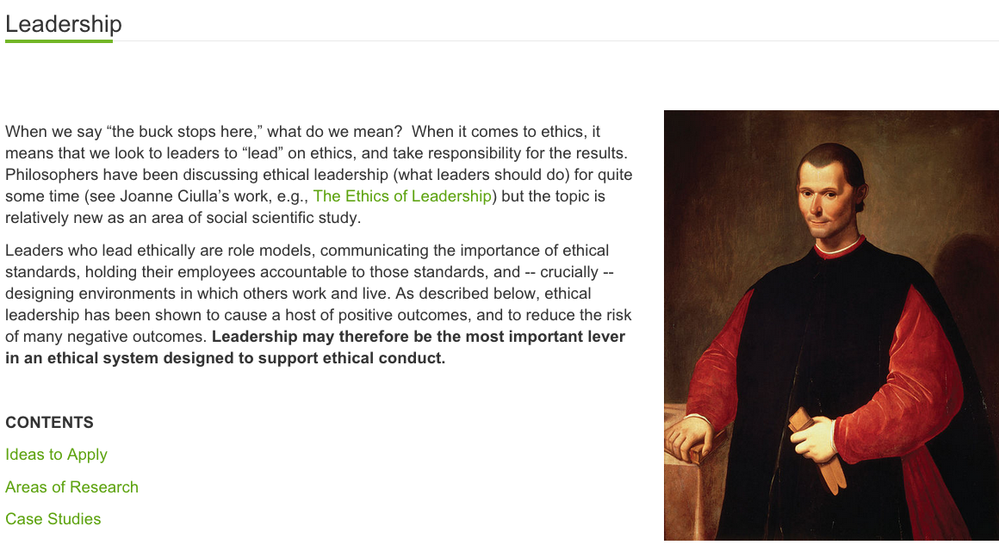 Leadership
When we say “the buck stops here,” what do we mean?  When it comes to ethics, it
means that we look to leaders to “lead” on ethics, and take responsibility for the results.
Philosophers have been discussing ethical leadership (what leaders should do) for quite
some time (see Joanne Ciulla’s work, e.g., The Ethics of Leadership) but the topic is
relatively new as an area of social scientific study.
Leaders who lead ethically are role models, communicating the importance of ethical
standards, holding their employees accountable to those standards, and -- crucially --
designing environments in which others work and live. As described below, ethical
leadership has been shown to cause a host of positive outcomes, and to reduce the risk
of many negative outcomes. Leadership may therefore be the most important lever
in an ethical system designed to support ethical conduct.
CONTENTS
Ideas to Apply
Areas of Research
Case Studies